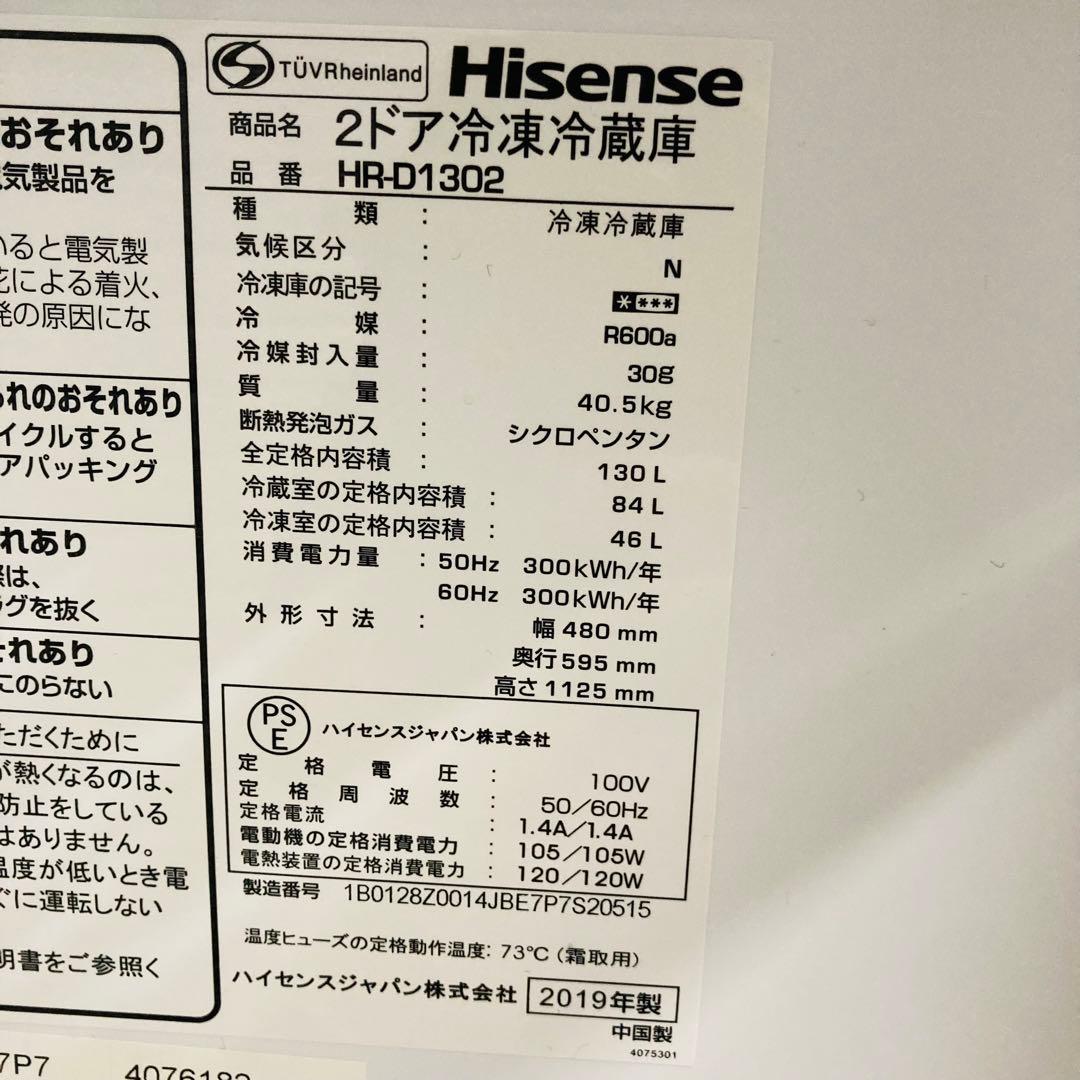 おそれあり
気製品を
いると電気製
による着火、
発の原因にな
れのおそれあり
イクルすると
アパッキング
れあり
は、
ラグを抜く
それあり
このらない
ただくために
が熱くなるのは、
防止をしている
はありません。
温度が低いとき電
ぐに運転しない
明書をご参照く
TÜVRheinland
Hisense
商品名 2ドア冷凍冷蔵庫
品番 HR-D1302
種類 : 冷凍冷蔵庫
気候区分 : N
冷凍庫の記号 : ****
冷媒 : R600a
冷媒封入量 : 30g
質量 : 40.5kg
断熱発泡ガス : シクロペンタン
全定格内容積 : 130 L
冷蔵室の定格内容積 : 84 L
冷凍室の定格内容積 : 46 L
消費電力量 : 50Hz 300kWh/年
60Hz 300kWh/年
外形寸法 : 幅 480 mm
奥行 595 mm
高さ 1125 mm
PSE ハイセンスジャパン株式会社
定格電圧 : 100V
定格周波数 : 50/60Hz
定格電流 : 1.4A/1.4A
電動機の定格消費電力 : 105/105W
電熱装置の定格消費電力 : 120/120W
製造番号 1B0128Z0014JBE7P7S20515
温度ヒューズの定格動作温度: 73℃(霜取用)
ハイセンスジャパン株式会社 2019年製
中国製
4075301
7P7 4076182